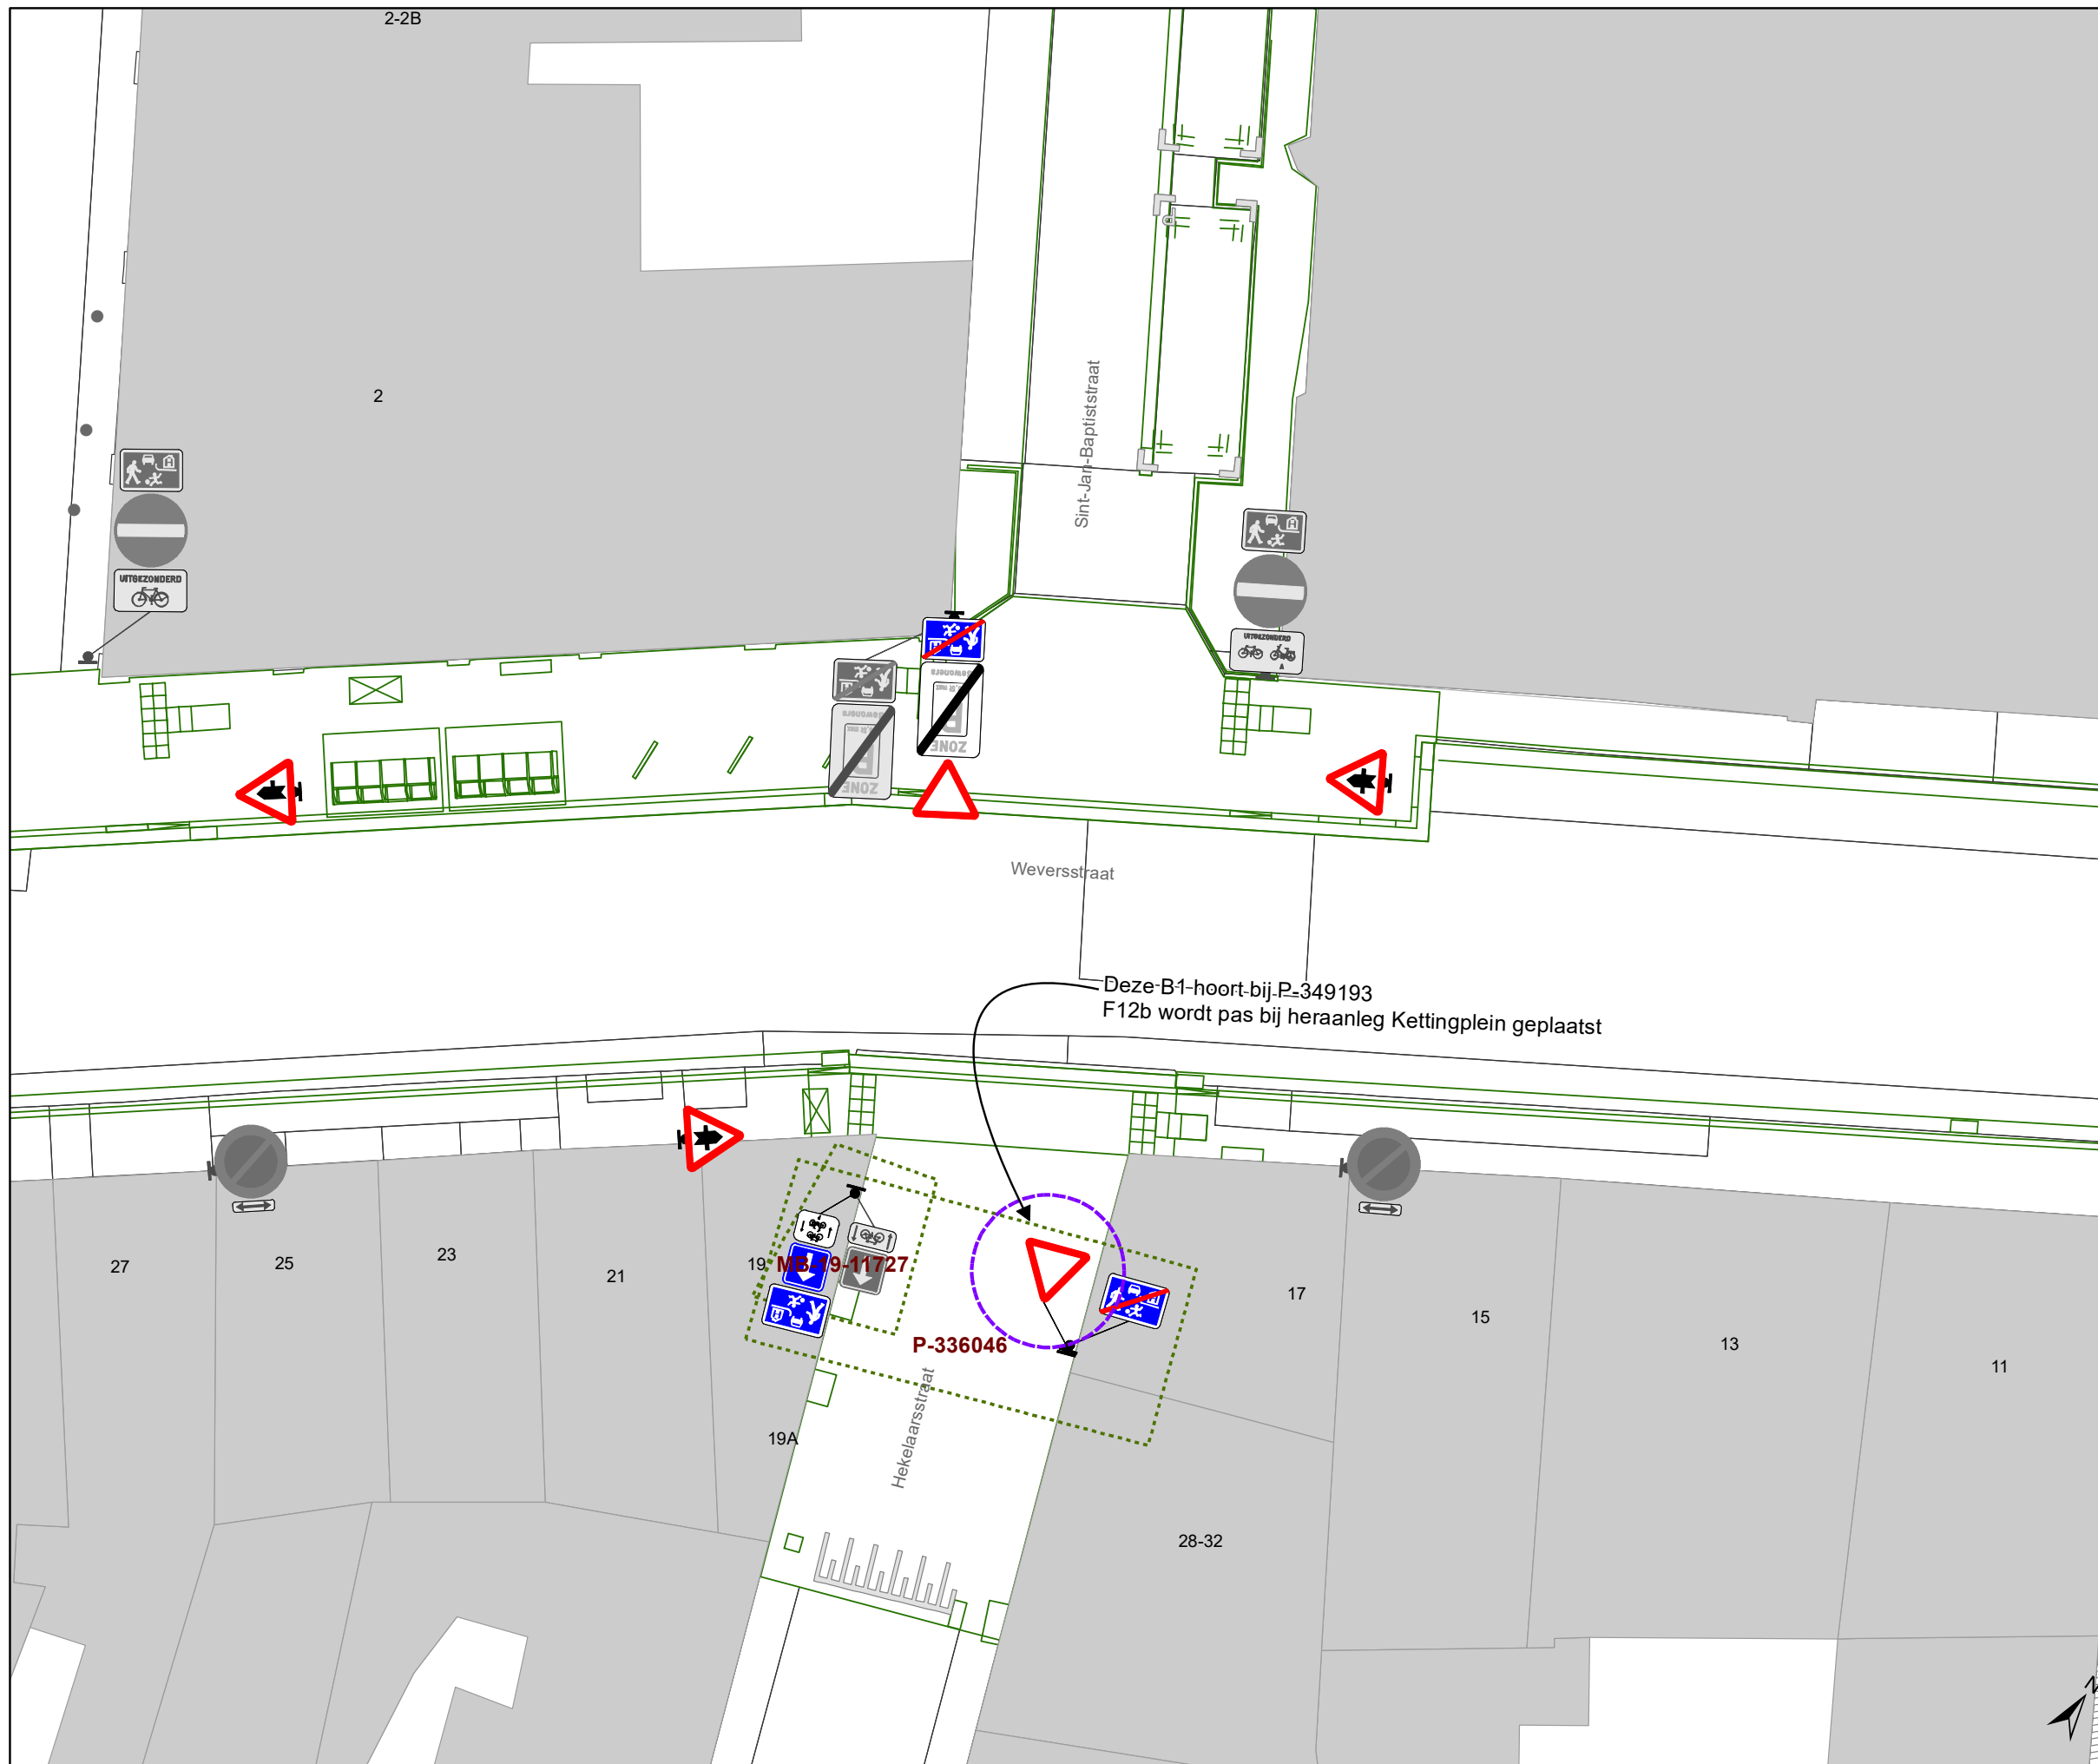 2-2B
2
Sint-Jan-Baptiststraat
UITGEZONDERD
UITGEZONDERD
A
Bewoners
ZONE
Bewoners
ZONE
Weversstraat
Deze B1 hoort bij P-349193
F12b wordt pas bij heraanleg Kettingplein geplaatst
27
25
23
21
19
MB-19-11727
17
15
13
11
P-336046
Hekelaarsstraat
19A
28-32
N